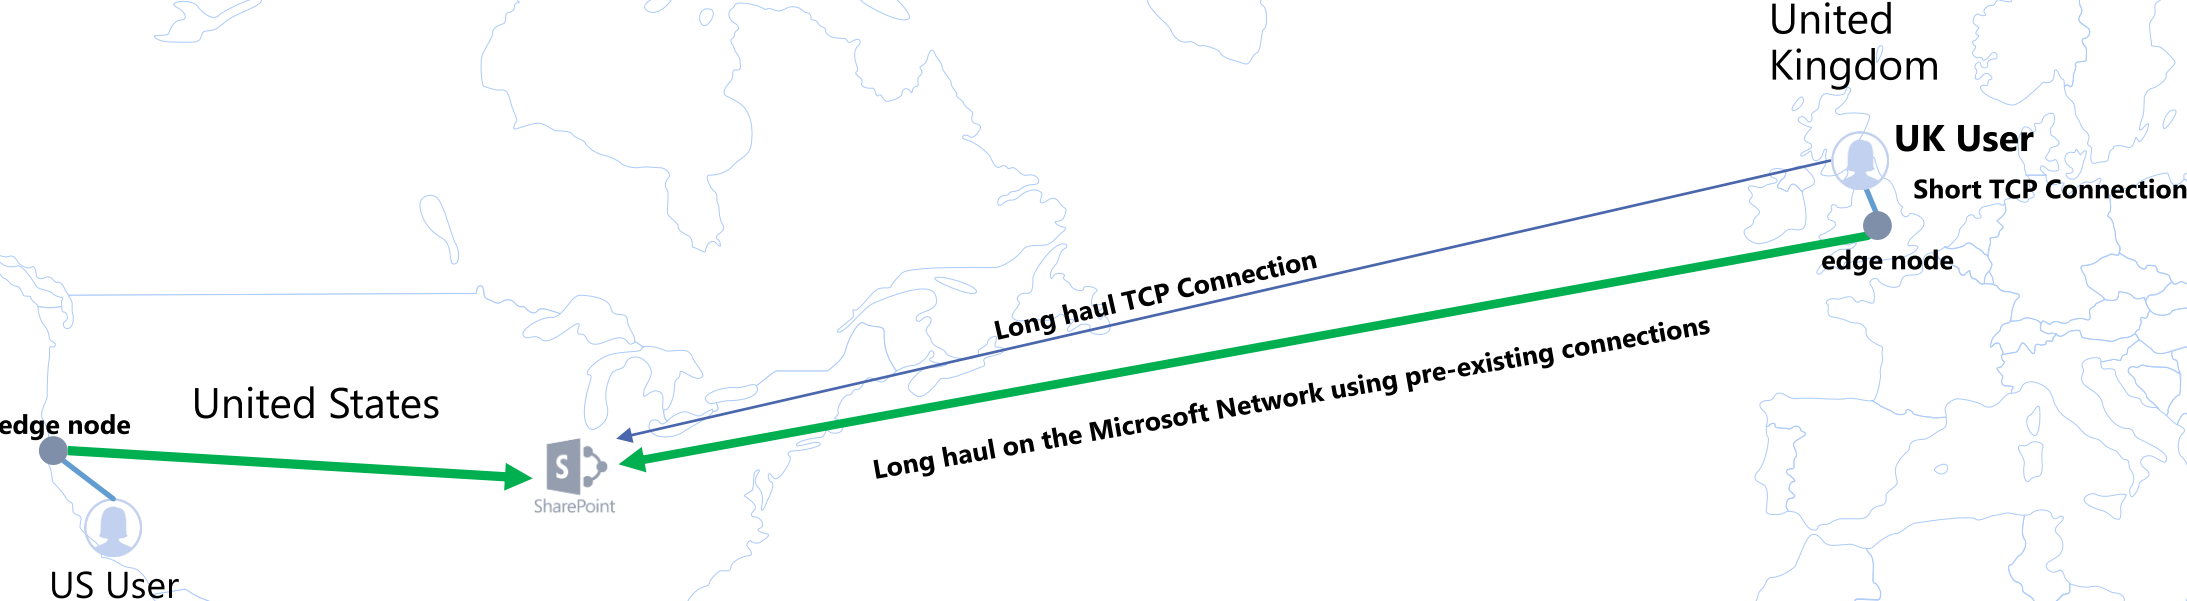 United
Kingdom
UK User
Short TCP Connection
edge node
Long haul TCP Connection
Long haul on the Microsoft Network using pre-existing connections
United States
edge node
S
SharePoint
US User